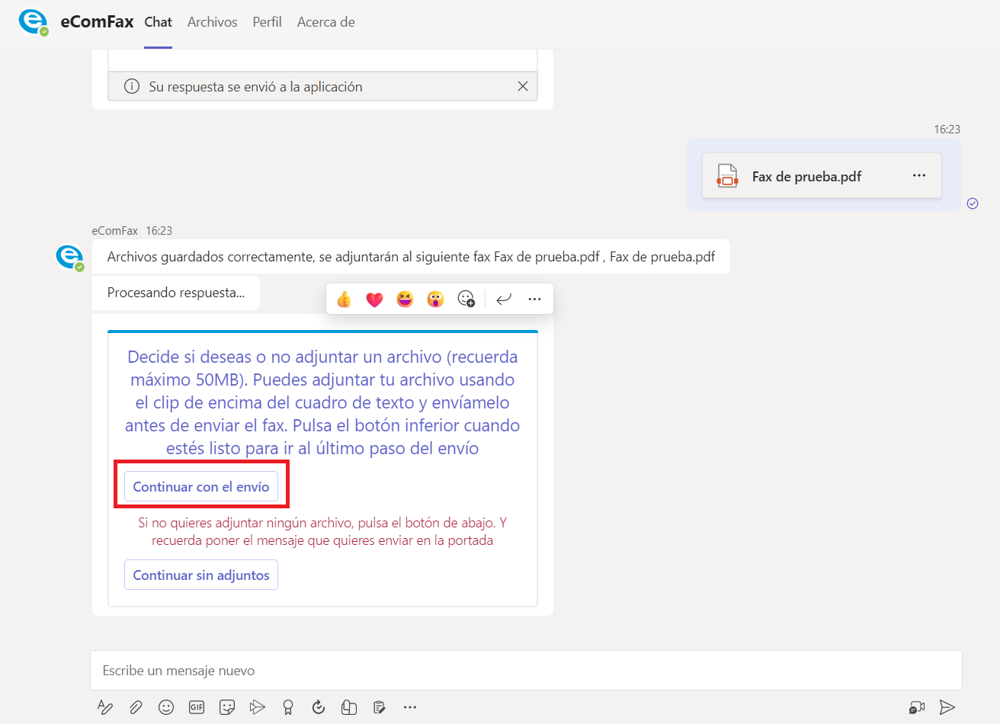 eComFax Chat Archivos Perfil Acerca de
Su respuesta se envió a la aplicación
16:23
Fax de prueba.pdf
eComFax 16:23
Archivos guardados correctamente, se adjuntarán al siguiente fax Fax de prueba.pdf , Fax de prueba.pdf
Procesando respuesta...
Decide si deseas o no adjuntar un archivo (recuerda
máximo 50MB). Puedes adjuntar tu archivo usando
el clip de encima del cuadro de texto y envíamelo
antes de enviar el fax. Pulsa el botón inferior cuando
estés listo para ir al último paso del envío
Continuar con el envío
Si no quieres adjuntar ningún archivo, pulsa el botón de abajo. Y
recuerda poner el mensaje que quieres enviar en la portada
Continuar sin adjuntos
Escribe un mensaje nuevo
GIF